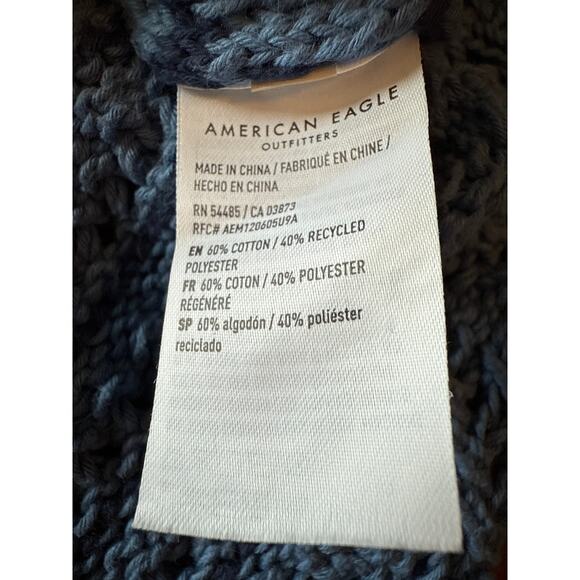 AMERICAN EAGLE
OUTFITTERS
MADE IN CHINA / FABRIQUÉ EN CHINE /
HECHO EN CHINA
RN 54485 / CA 03873
RFC# AEM120605U9A
EN 60% COTTON / 40% RECYCLED
POLYESTER
FR 60% COTON / 40% POLYESTER
RÉGÉNÉRÉ
SP 60% algodón / 40% poliéster
reciclado